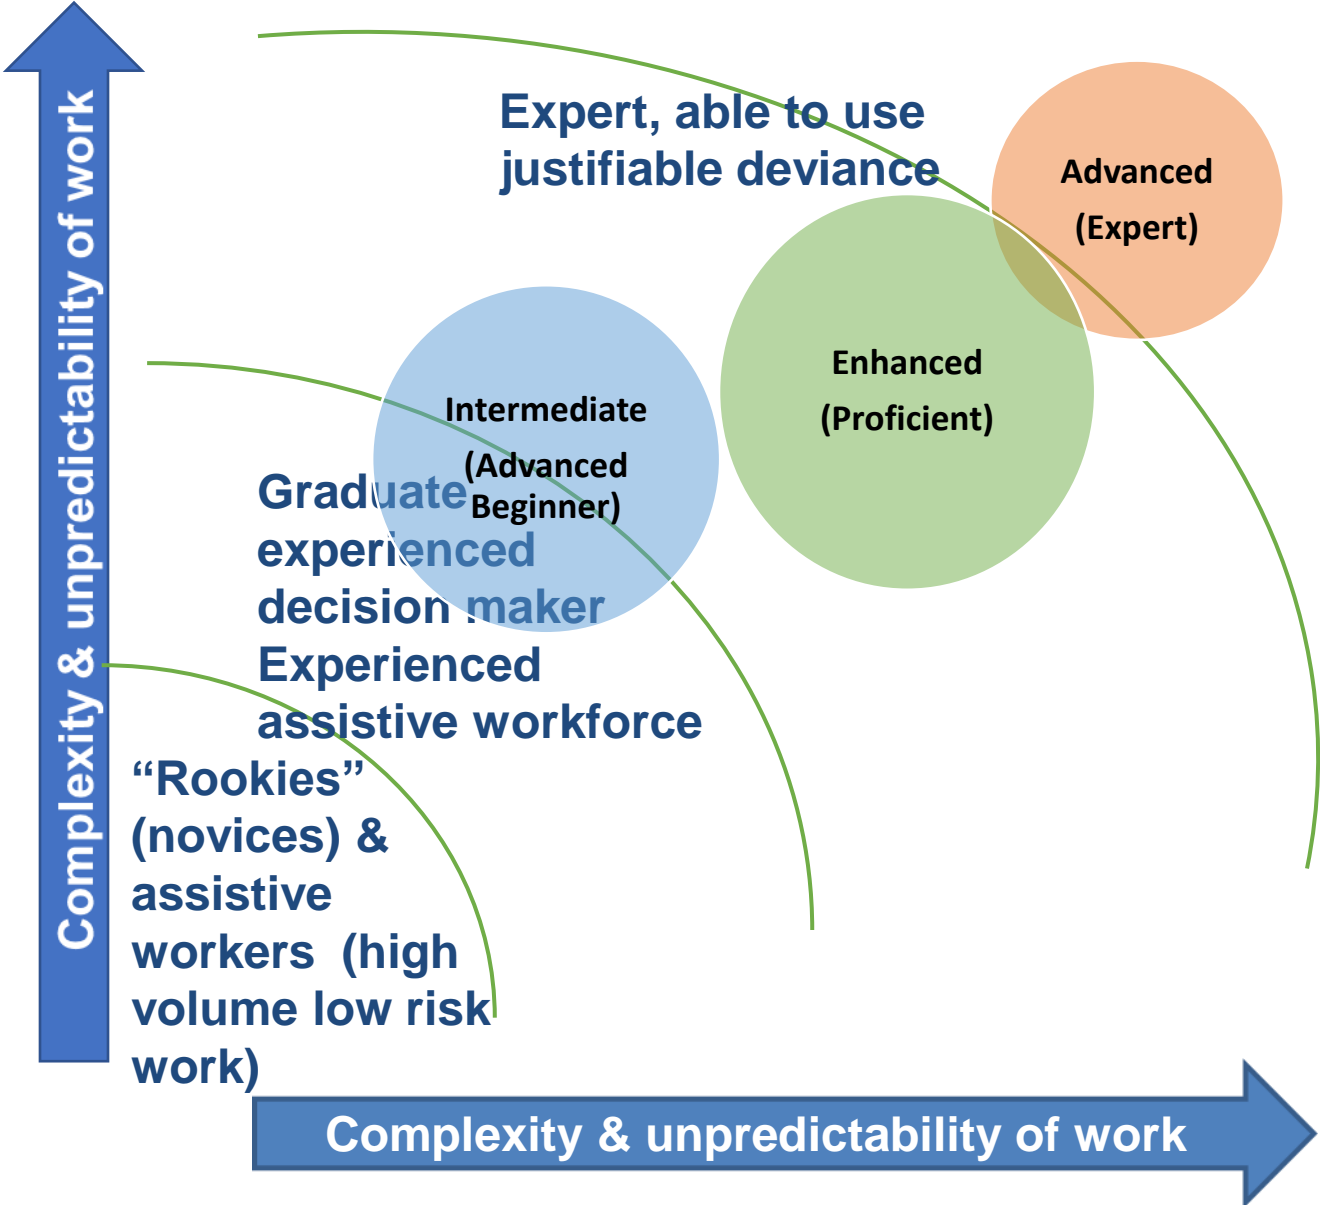 Complexity & unpredictability of work
Expert, able to use
justifiable deviance
Advanced
(Expert)
Enhanced
(Proficient)
Intermediate
(Advanced
Beginner)
Graduate
experienced
decision maker
Experienced
assistive workforce
“Rookies”
(novices) &
assistive
workers  (high
volume low risk
work)
Complexity & unpredictability of work